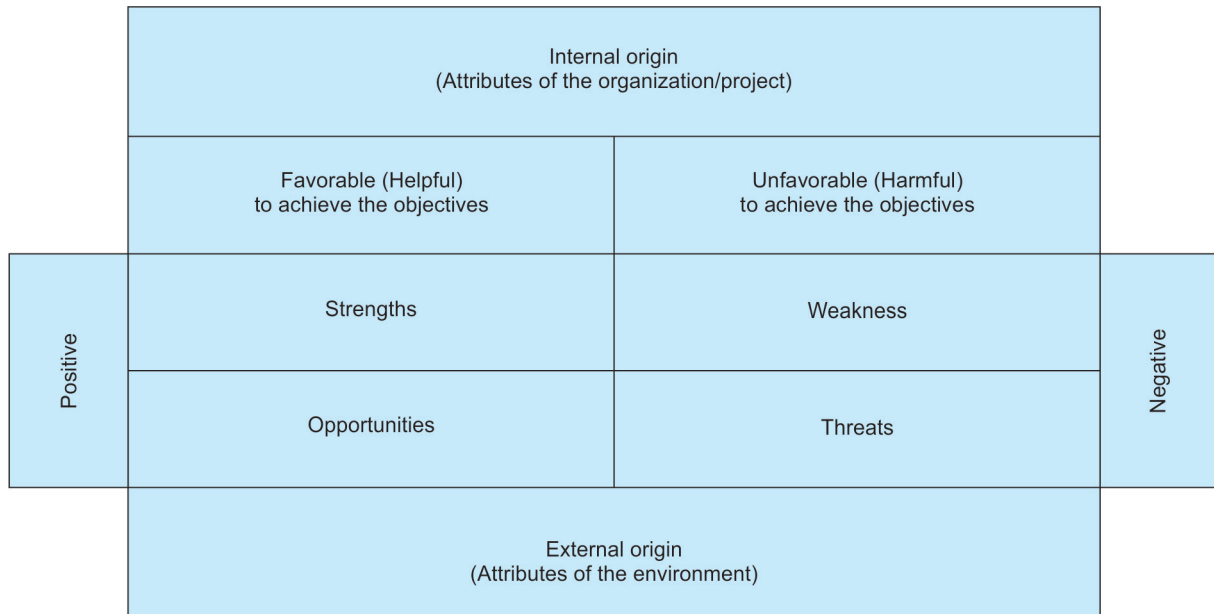 Internal origin
(Attributes of the organization/project)
Favorable (Helpful)
to achieve the objectives
Unfavorable (Harmful)
to achieve the objectives
Positive
Strengths
Weakness
Negative
Opportunities
Threats
External origin
(Attributes of the environment)